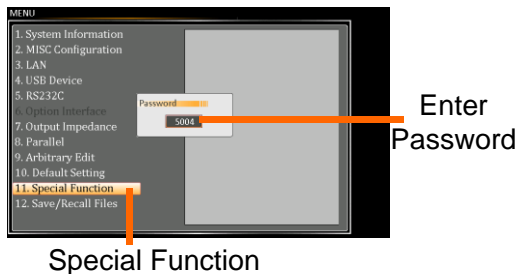 MENU
1. System Information
2. MISC Configuration
3. LAN
4. USB Device
5. RS232C
6. Option Interface
7. Output Impedance
8. Parallel
9. Arbitrary Edit
10. Default Setting
11. Special Function
12. Save/Recall Files
Password
5004
Enter
Password
Special Function